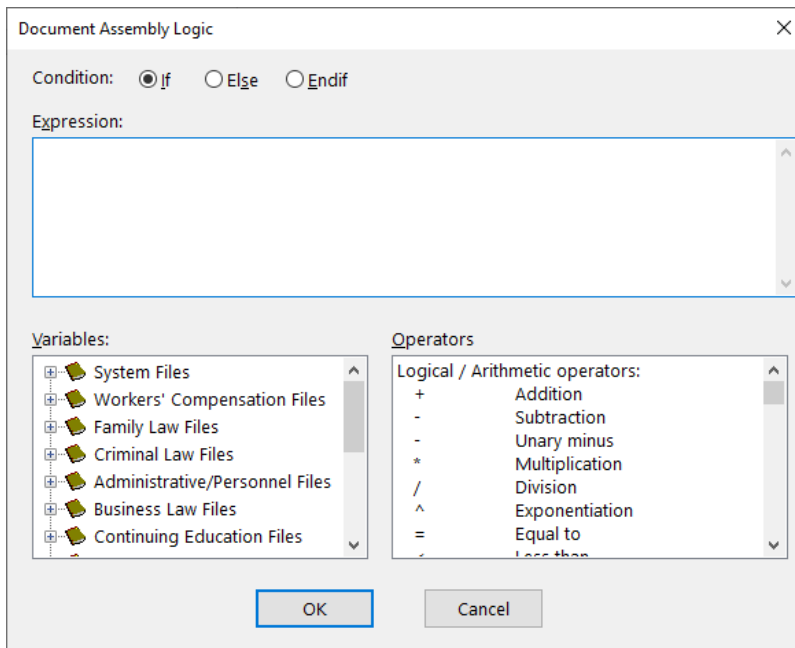 Document Assembly Logic
Condition: If Else Endif
Expression:
Variables:
System Files
Workers' Compensation Files
Family Law Files
Criminal Law Files
Administrative/Personnel Files
Business Law Files
Continuing Education Files
Operators
Logical / Arithmetic operators:
+ Addition
- Subtraction
- Unary minus
* Multiplication
/ Division
^ Exponentiation
= Equal to
< Less than
OK Cancel